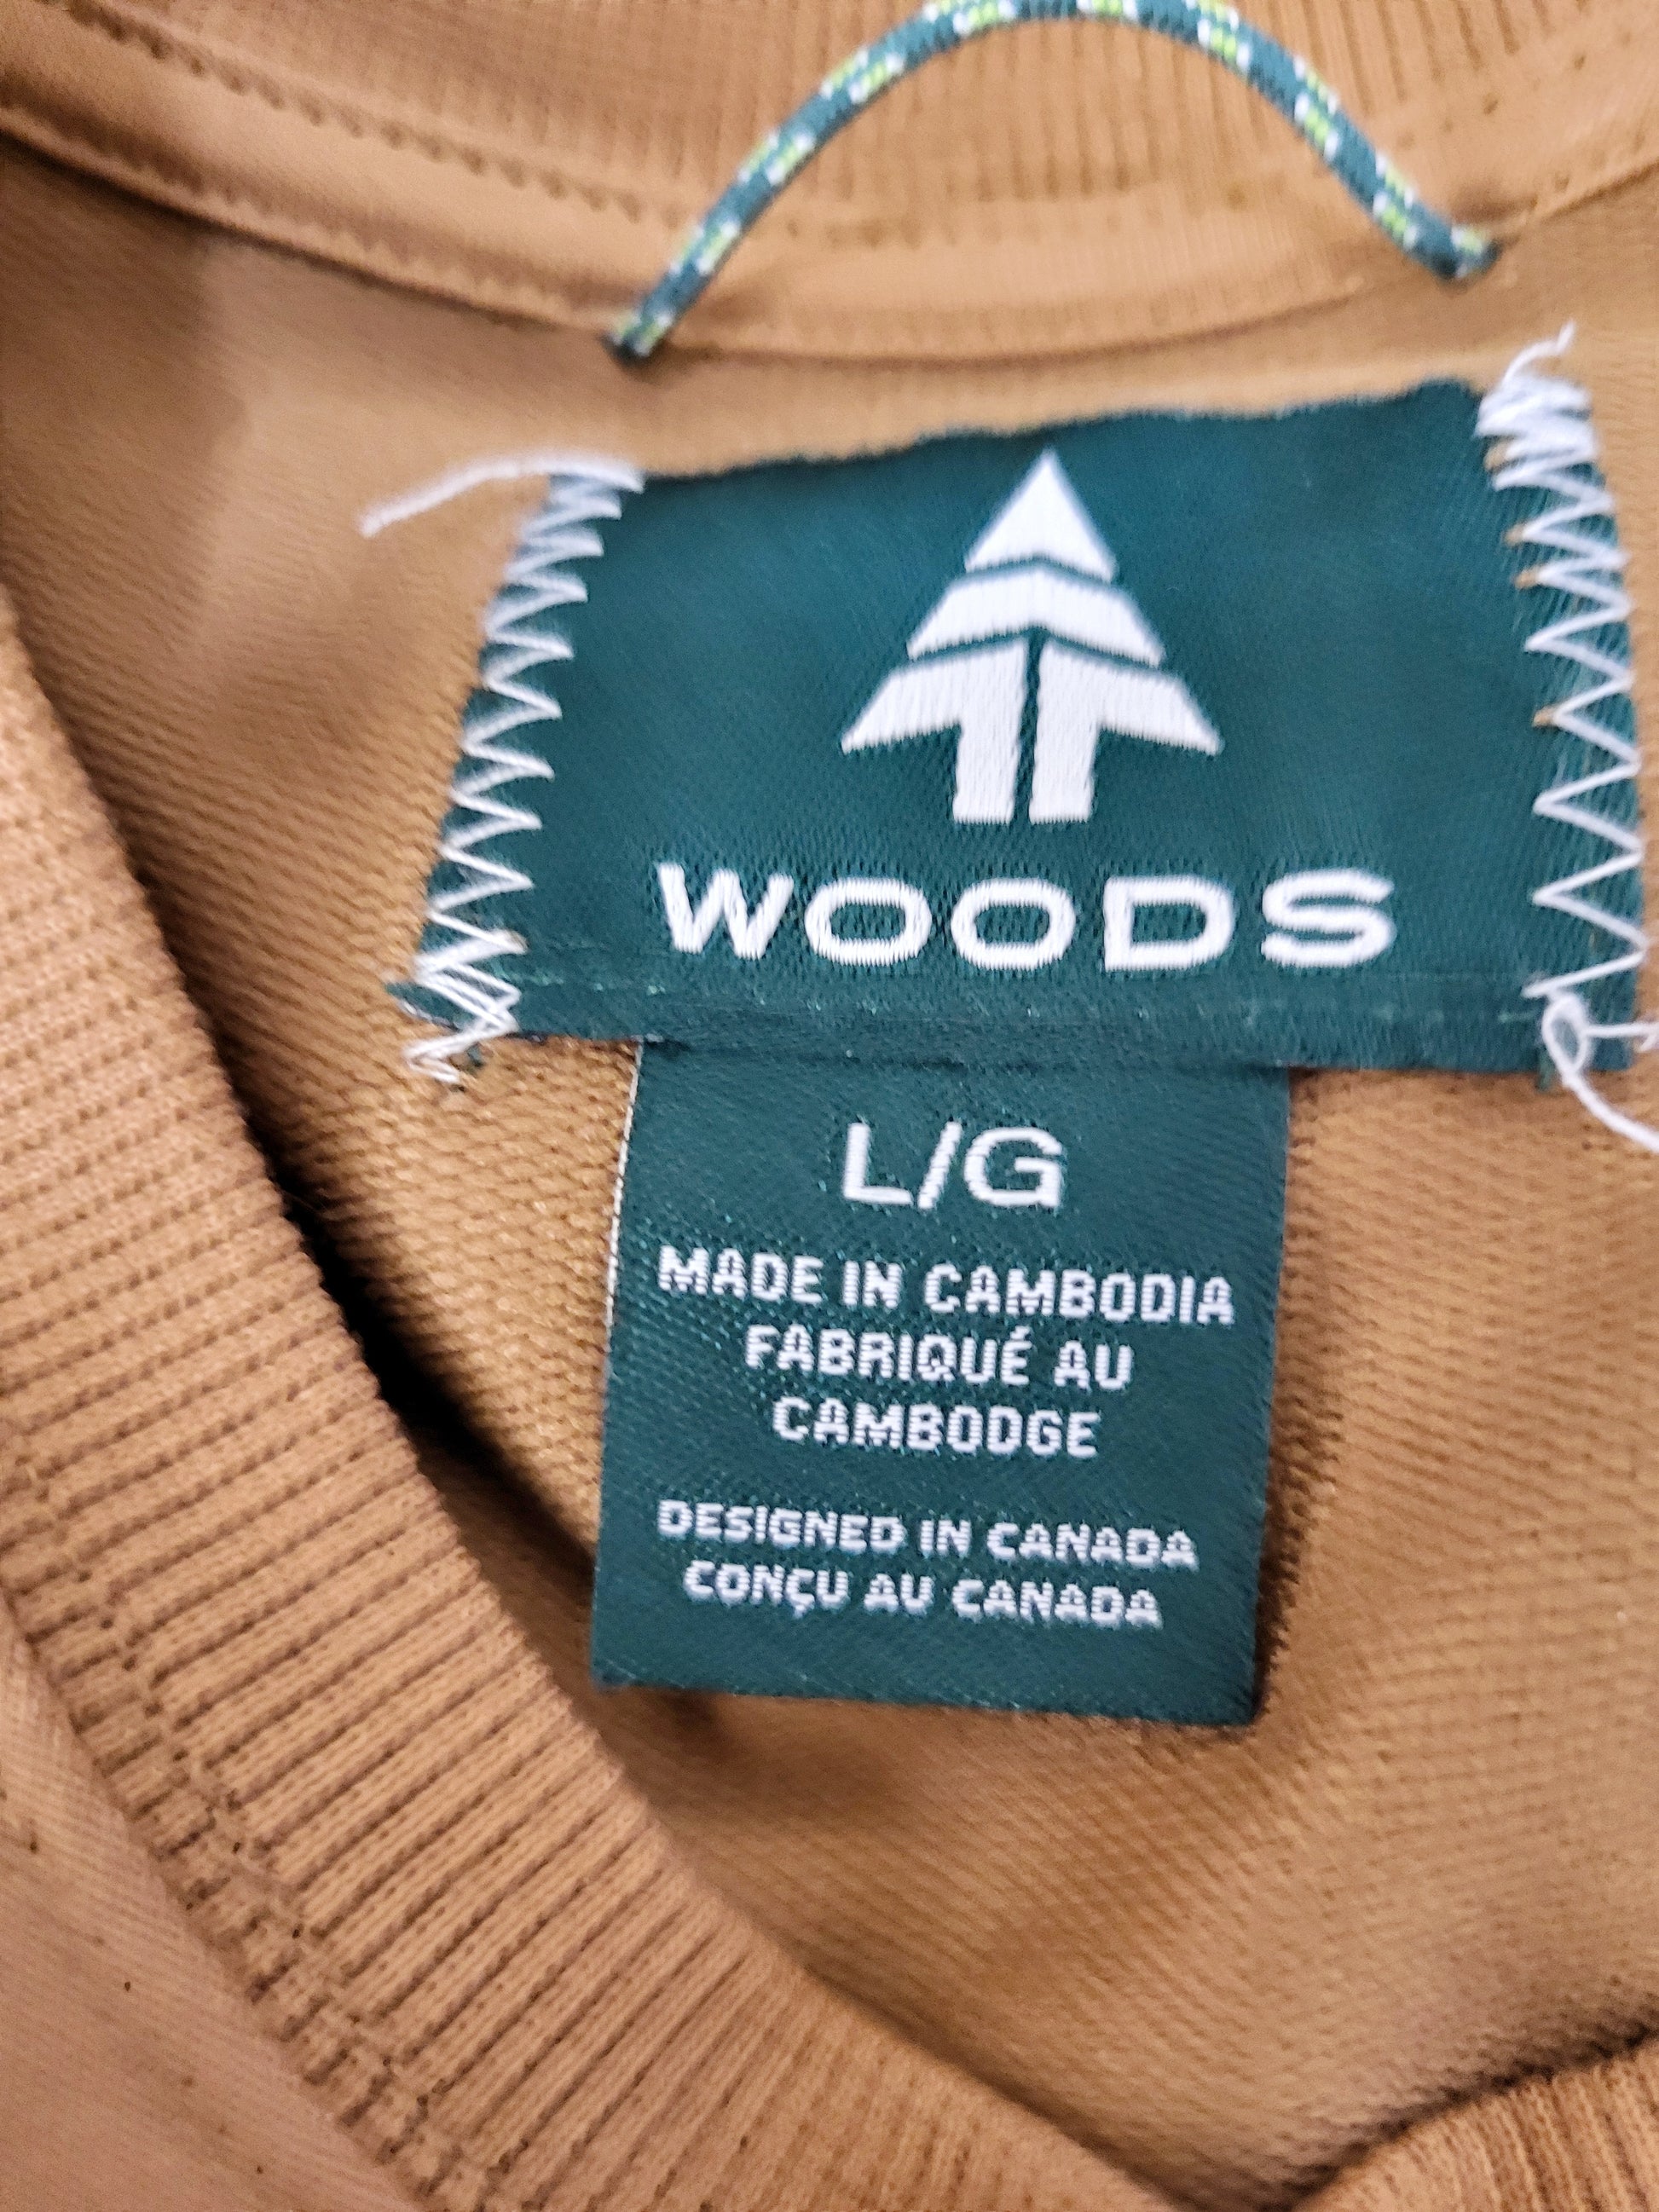 WOODS
L/G
MADE IN CAMBODIA
FABRIQUÉ AU
CAMBODGE
DESIGNED IN CANADA
CONÇU AU CANADA